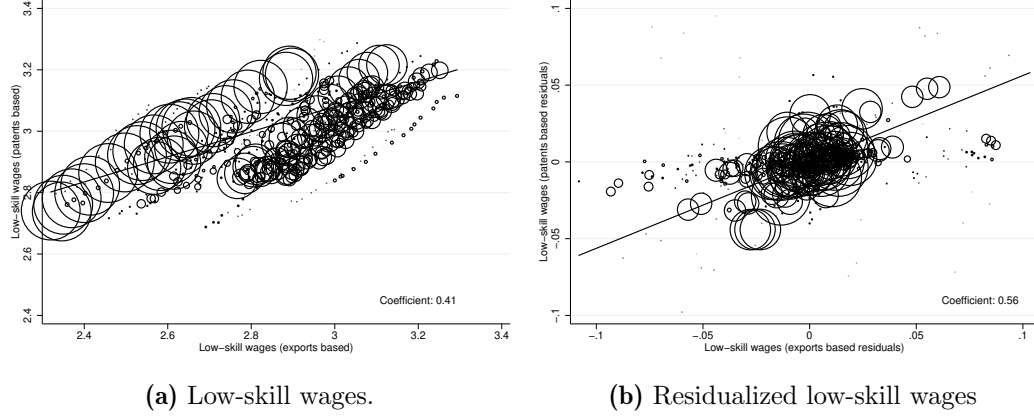 Low−skill wages (patents based)
3.4
3.2
3
2.8
2.6
2.4
Coefficient: 0.41
2.4 2.6 2.8 3.0 3.2 3.4
Low−skill wages (exports based)
(a) Low-skill wages.
Low−skill wages (patents based residuals)
.1
.05
0
−.05
−.1
Coefficient: 0.56
−.1 −.05 0 .05 .1
Low−skill wages (exports based residuals)
(b) Residualized low-skill wages